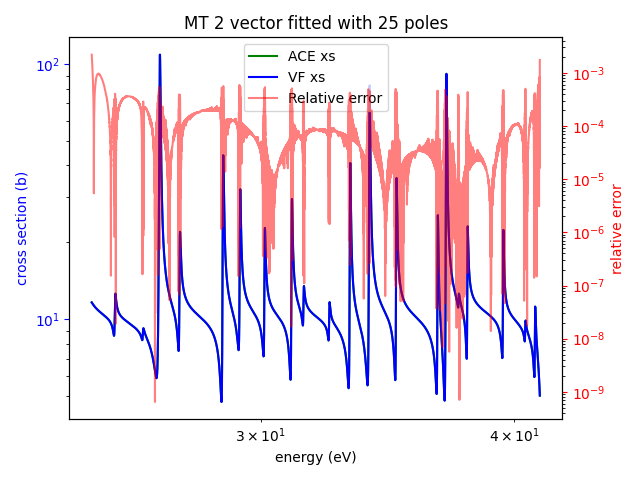 MT 2 vector fitted with 25 poles
ACE xs
VF xs
Relative error
cross section (b)
10²
10¹
relative error
10⁻³
10⁻⁴
10⁻⁵
10⁻⁶
10⁻⁷
10⁻⁸
10⁻⁹
3 × 10¹
4 × 10¹
energy (eV)